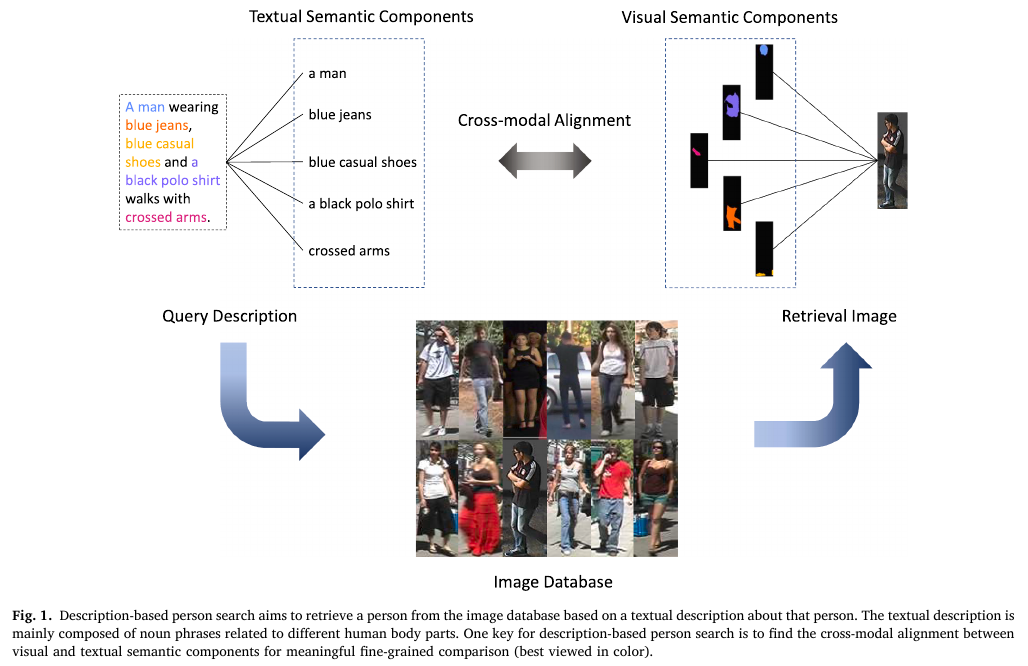 Textual Semantic Components
Visual Semantic Components
A man wearing
blue jeans,
blue casual
shoes and a
black polo shirt
walks with
crossed arms.
a man
blue jeans
blue casual shoes
a black polo shirt
crossed arms
Cross-modal Alignment
Query Description
Retrieval Image
Image Database
Fig. 1. Description-based person search aims to retrieve a person from the image database based on a textual description about that person. The textual description is
mainly composed of noun phrases related to different human body parts. One key for description-based person search is to find the cross-modal alignment between
visual and textual semantic components for meaningful fine-grained comparison (best viewed in color).